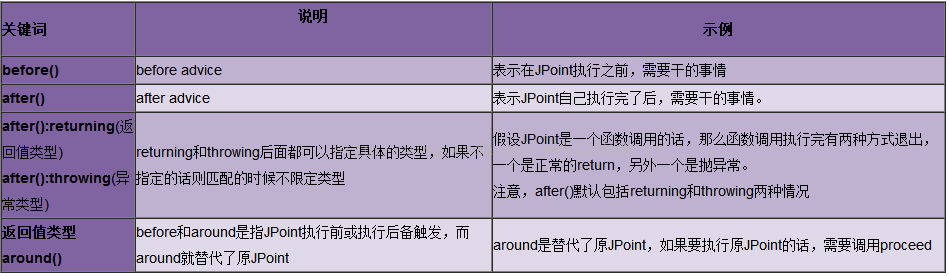 关键词
说明
示例
before()
before advice
表示在JPoint执行之前，需要干的事情
after()
after advice
表示JPoint自己执行完了后，需要干的事情。
after():returning(返
回值类型)
after():throwing(异
常类型)
returning和throwing后面都可以指定具体的类型，如果不
指定的话则匹配的时候不限定类型
假设JPoint是一个函数调用的话，那么函数调用执行完有两种方式退出，
一个是正常的return，另外一个是抛异常。
注意，after()默认包括returning和throwing两种情况
返回值类型
around()
before和around是指JPoint执行前或执行后备触发，而
around就替代了原JPoint
around是替代了原JPoint，如果要执行原JPoint的话，需要调用proceed